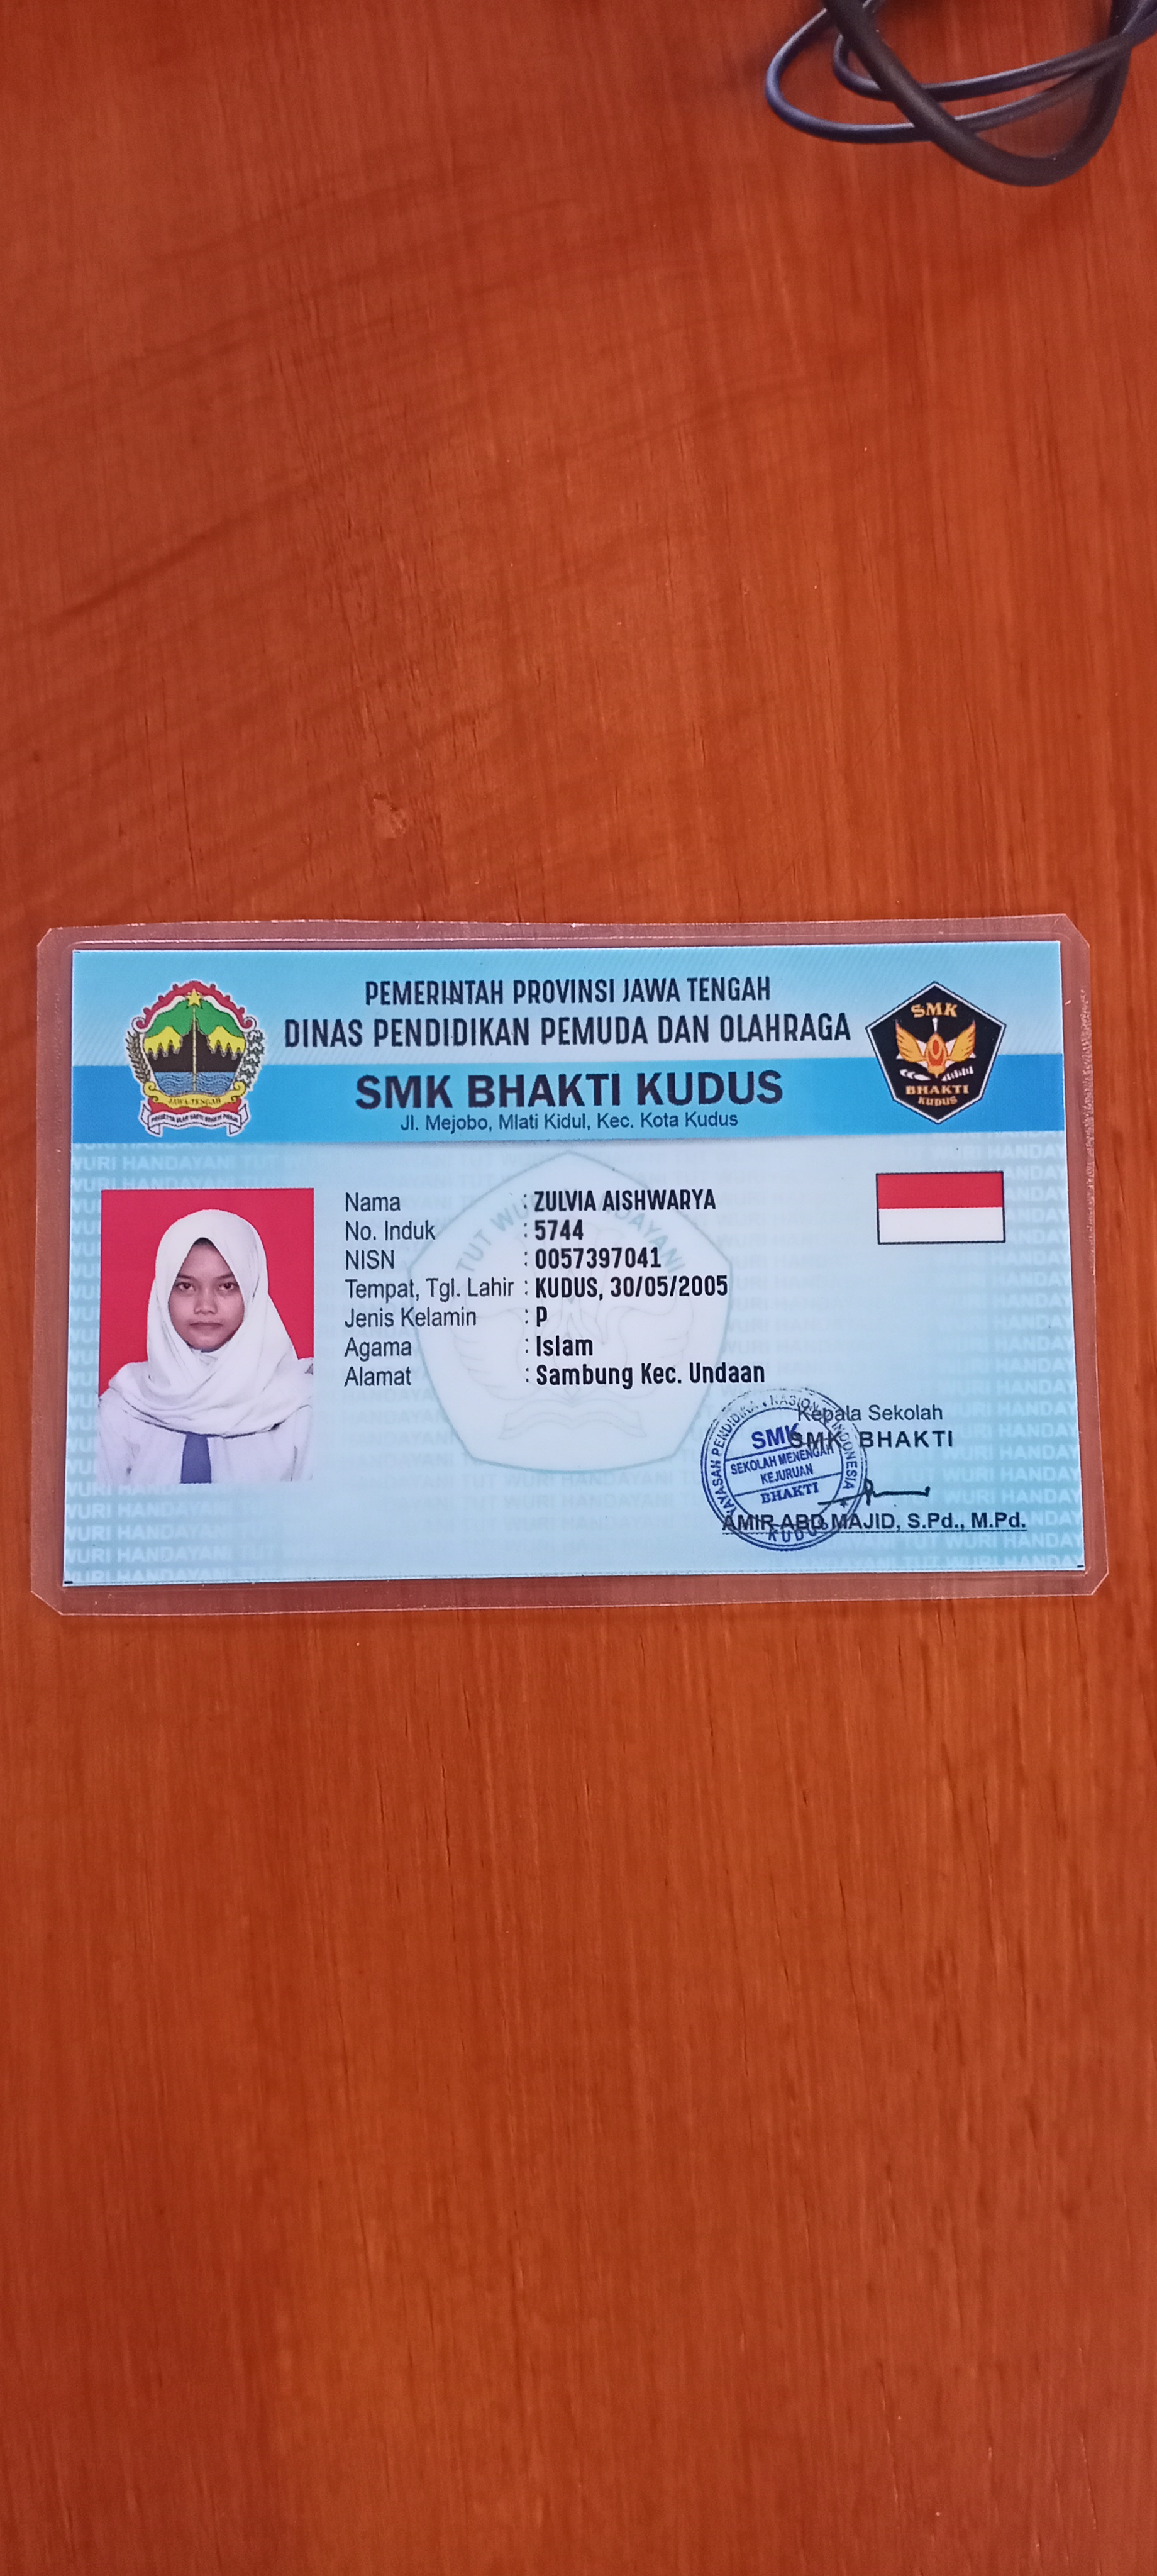 PEMERINTAH PROVINSI JAWA TENGAH
DINAS PENDIDIKAN PEMUDA DAN OLAHRAGA
SMK BHAKTI KUDUS
Jl. Mejobo, Mlati Kidul, Kec. Kota Kudus
JAWA TENGAH
SMK
BHAKTI
KUDUS
Nama : ZULVIA AISHWARYA
No. Induk : 5744
NISN : 0057397041
Tempat, Tgl. Lahir : KUDUS, 30/05/2005
Jenis Kelamin : P
Agama : Islam
Alamat : Sambung Kec. Undaan
TUT WURI HANDAYANI
Kepala Sekolah
SMK BHAKTI
AMIR ABD MAJID, S.Pd., M.Pd.
YAYASAN PENDIDIKAN NASIONAL INDONESIA
SMK
SEKOLAH MENENGAH
KEJURUAN
BHAKTI
KUDUS